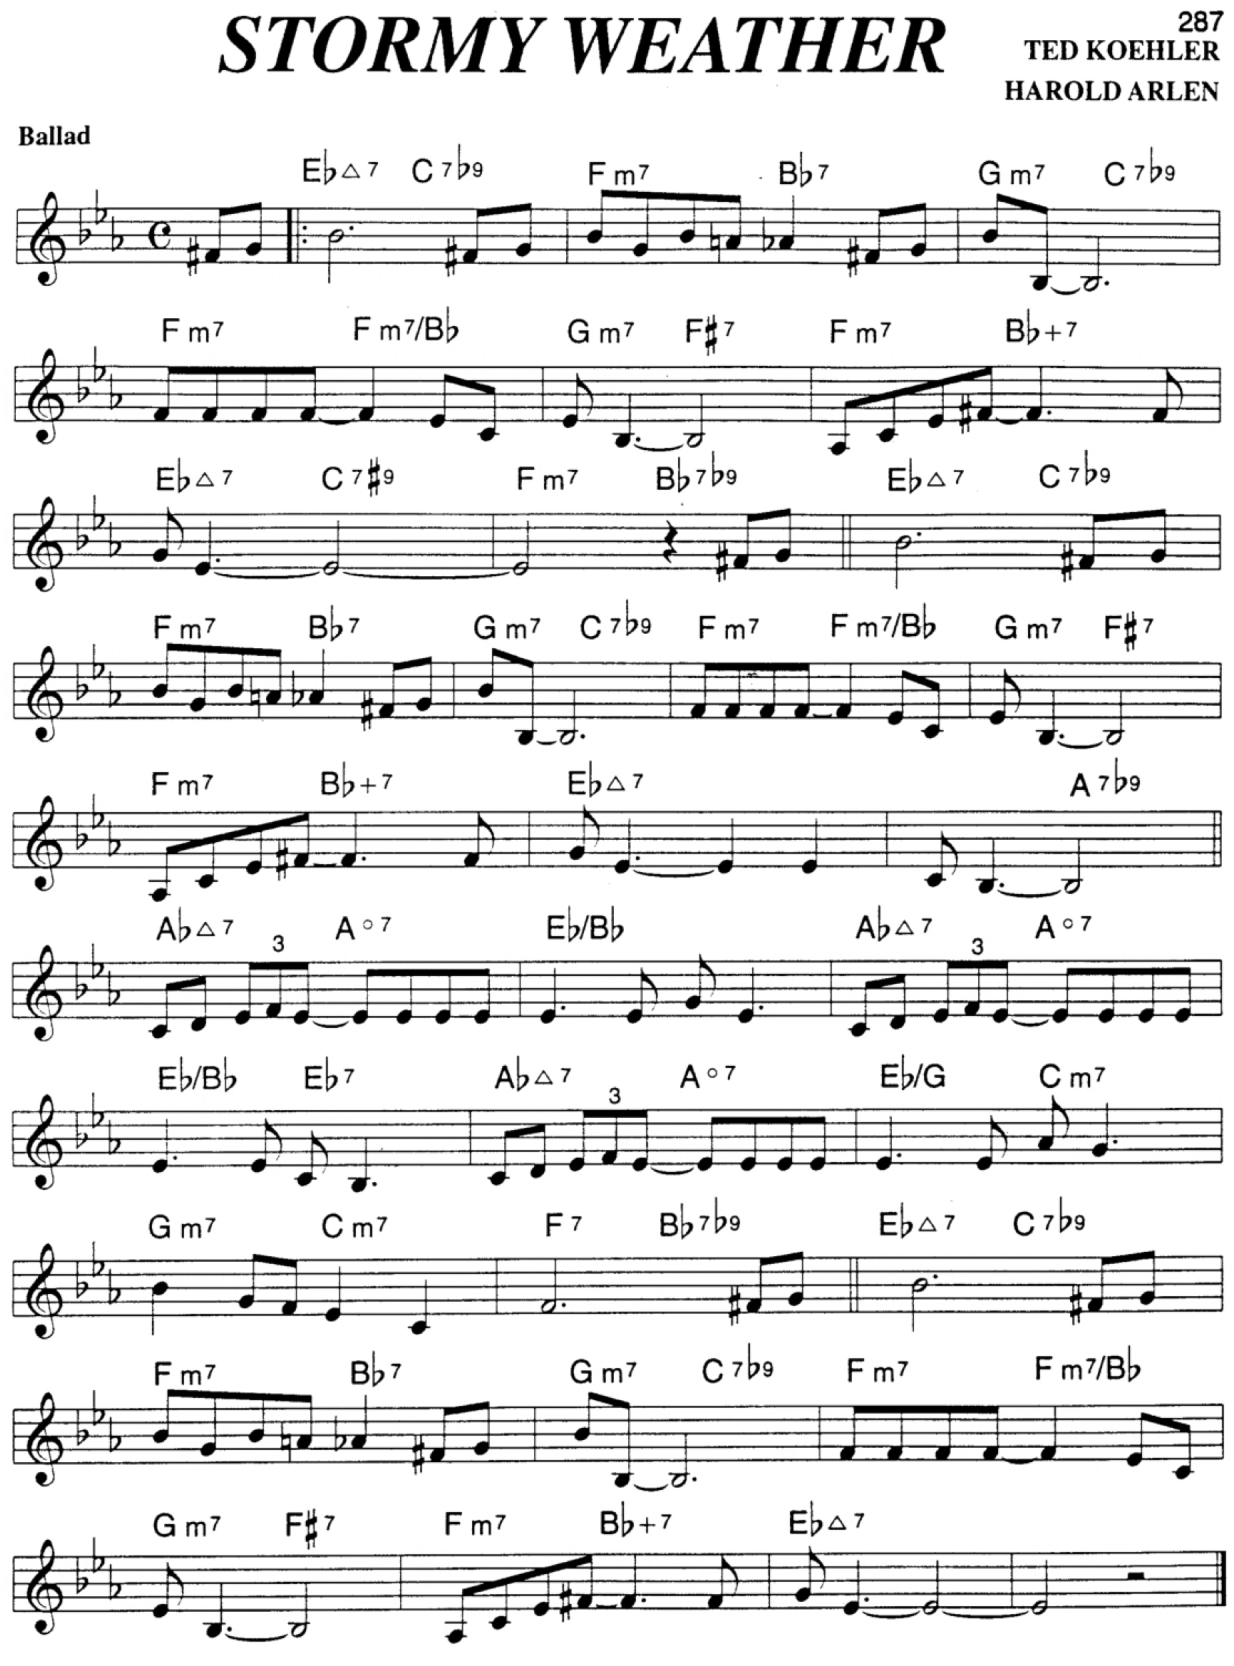 287
STORMY WEATHER
TED KOEHLER
HAROLD ARLEN
Ballad
E♭△7 C7♭9 Fm7 B♭7 Gm7 C7♭9
Fm7 Fm7/B♭ Gm7 F♯7 Fm7 B♭+7
E♭△7 C7♯9 Fm7 B♭7♭9 E♭△7 C7♭9
Fm7 B♭7 Gm7 C7♭9 Fm7 Fm7/B♭ Gm7 F♯7
Fm7 B♭+7 E♭△7 A7♭9
A♭△7 3 A○7 E♭/B♭ A♭△7 3 A○7
E♭/B♭ E♭7 A♭△7 3 A○7 E♭/G Cm7
Gm7 Cm7 F7 B♭7♭9 E♭△7 C7♭9
Fm7 B♭7 Gm7 C7♭9 Fm7 Fm7/B♭
Gm7 F♯7 Fm7 B♭+7 E♭△7